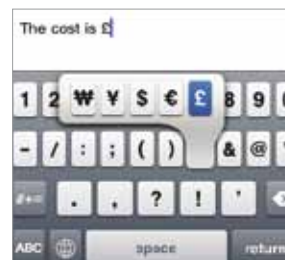 The cost is £
₩ ¥ $ € £
1 2 8 9
- / : ; ( ) & @
#+= . , ? ! '
ABC space return